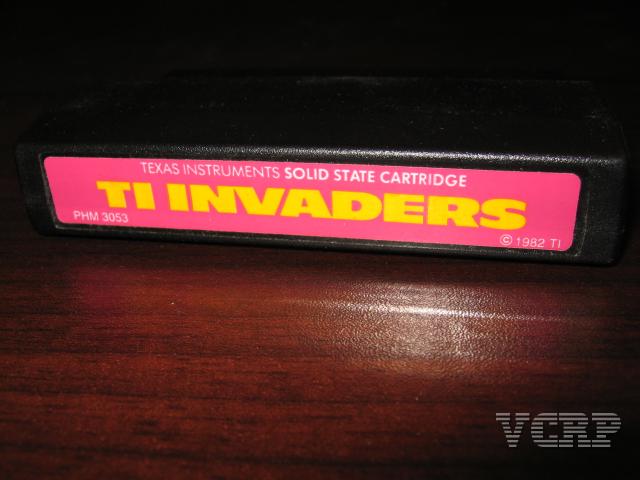 TEXAS INSTRUMENTS SOLID STATE CARTRIDGE
TI INVADERS
PHM 3053
© 1982 TI
VCRP